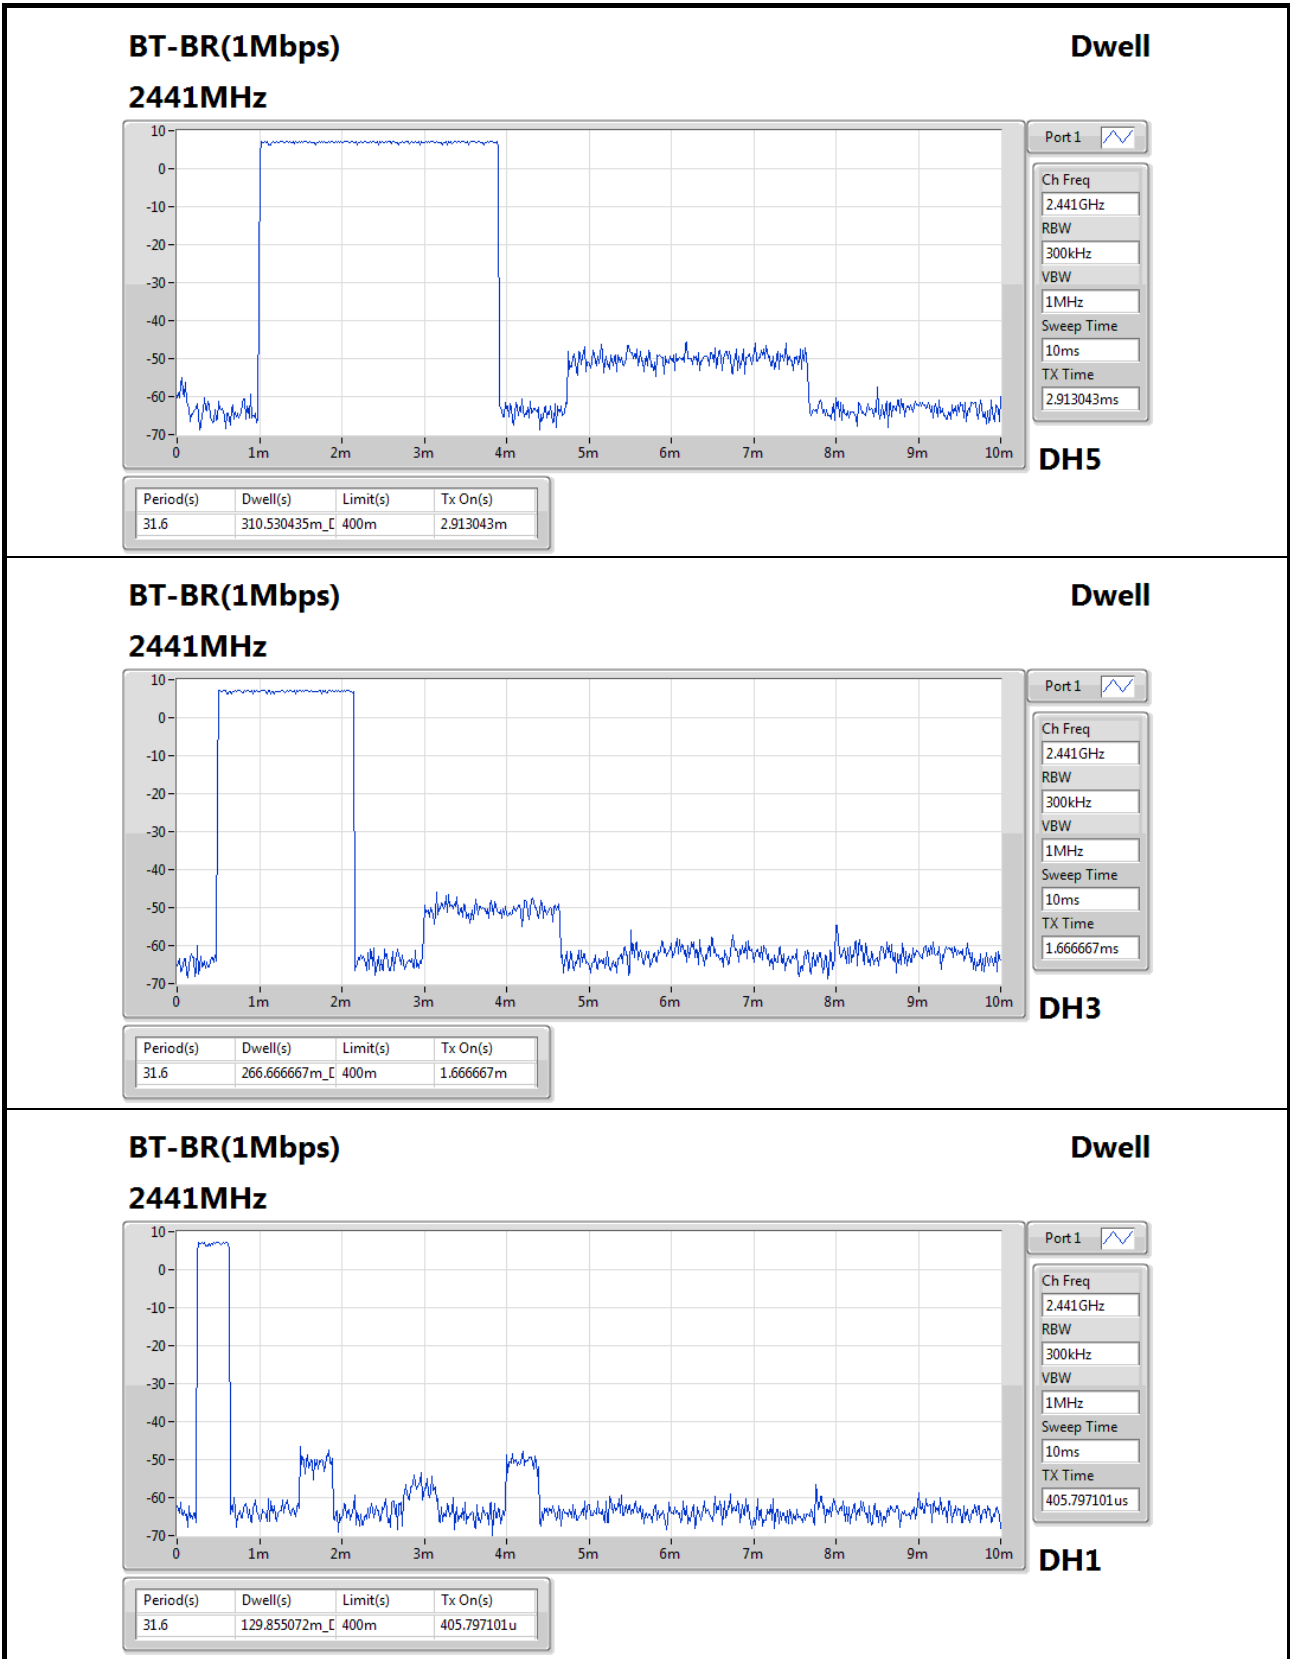 BT-BR(1Mbps) Dwell
2441MHz
Port 1
10
0
-10
-20
-30
-40
-50
-60
-70
0 1m 2m 3m 4m 5m 6m 7m 8m 9m 10m
Ch Freq
2.441GHz
RBW
300kHz
VBW
1MHz
Sweep Time
10ms
TX Time
2.913043ms
DH5
Period(s) Dwell(s) Limit(s) Tx On(s)
31.6 310.530435m_ 400m 2.913043m
BT-BR(1Mbps) Dwell
2441MHz
Port 1
10
0
-10
-20
-30
-40
-50
-60
-70
0 1m 2m 3m 4m 5m 6m 7m 8m 9m 10m
Ch Freq
2.441GHz
RBW
300kHz
VBW
1MHz
Sweep Time
10ms
TX Time
1.666667ms
DH3
Period(s) Dwell(s) Limit(s) Tx On(s)
31.6 266.666667m_ 400m 1.666667m
BT-BR(1Mbps) Dwell
2441MHz
Port 1
10
0
-10
-20
-30
-40
-50
-60
-70
0 1m 2m 3m 4m 5m 6m 7m 8m 9m 10m
Ch Freq
2.441GHz
RBW
300kHz
VBW
1MHz
Sweep Time
10ms
TX Time
405.797101us
DH1
Period(s) Dwell(s) Limit(s) Tx On(s)
31.6 129.855072m_ 400m 405.797101u